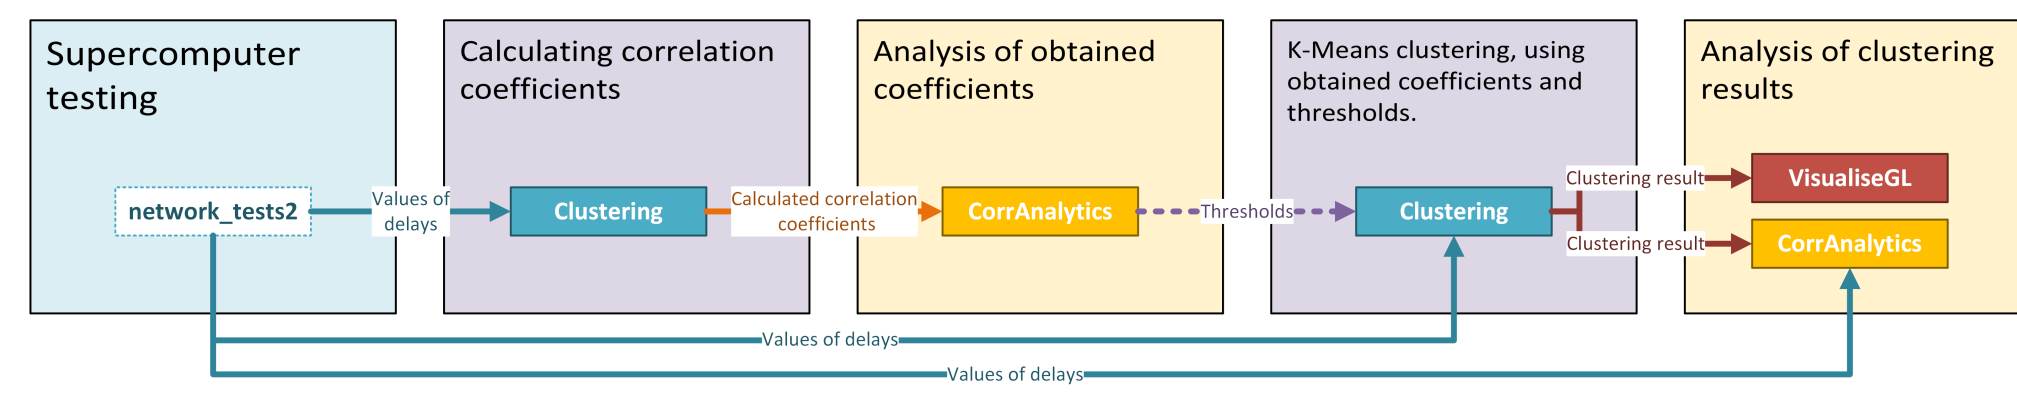 Supercomputer
testing
Calculating correlation
coefficients
Analysis of obtained
coefficients
K-Means clustering, using
obtained coefficients and
thresholds.
Analysis of clustering
results
network_tests2
Values of
delays
Clustering
Calculated correlation
coefficients
CorrAnalytics
Thresholds
Clustering
Clustering result
VisualiseGL
Clustering result
CorrAnalytics
Values of delays
Values of delays